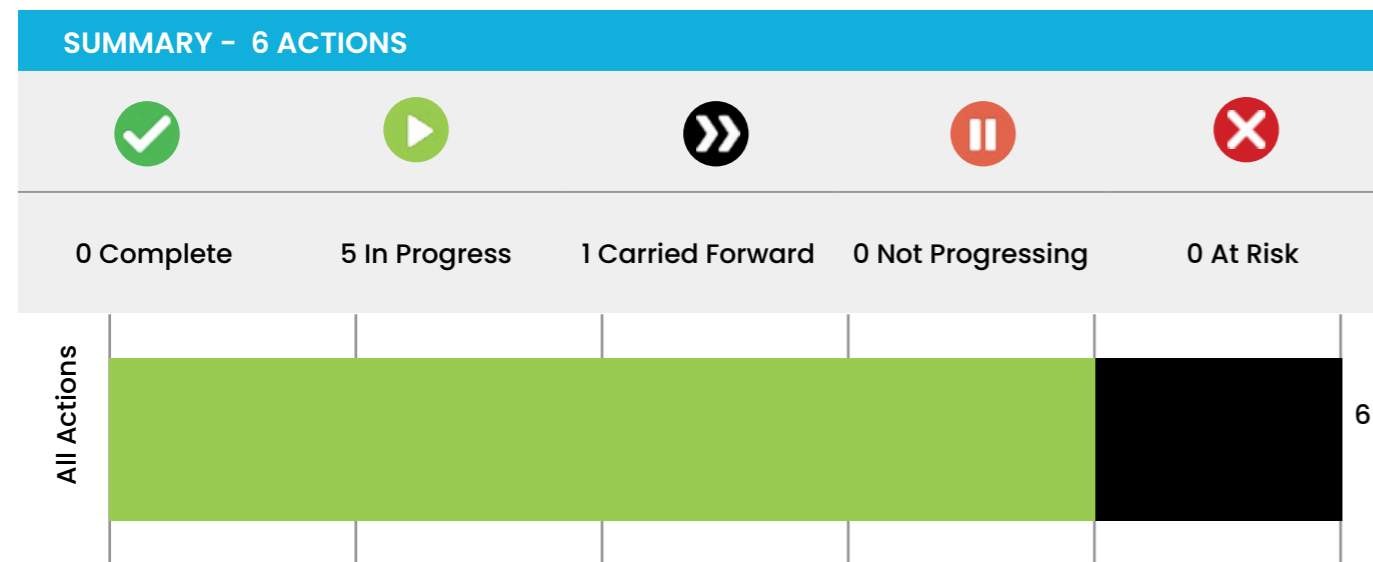 SUMMARY - 6 ACTIONS
0 Complete 5 In Progress 1 Carried Forward 0 Not Progressing 0 At Risk
All Actions
6